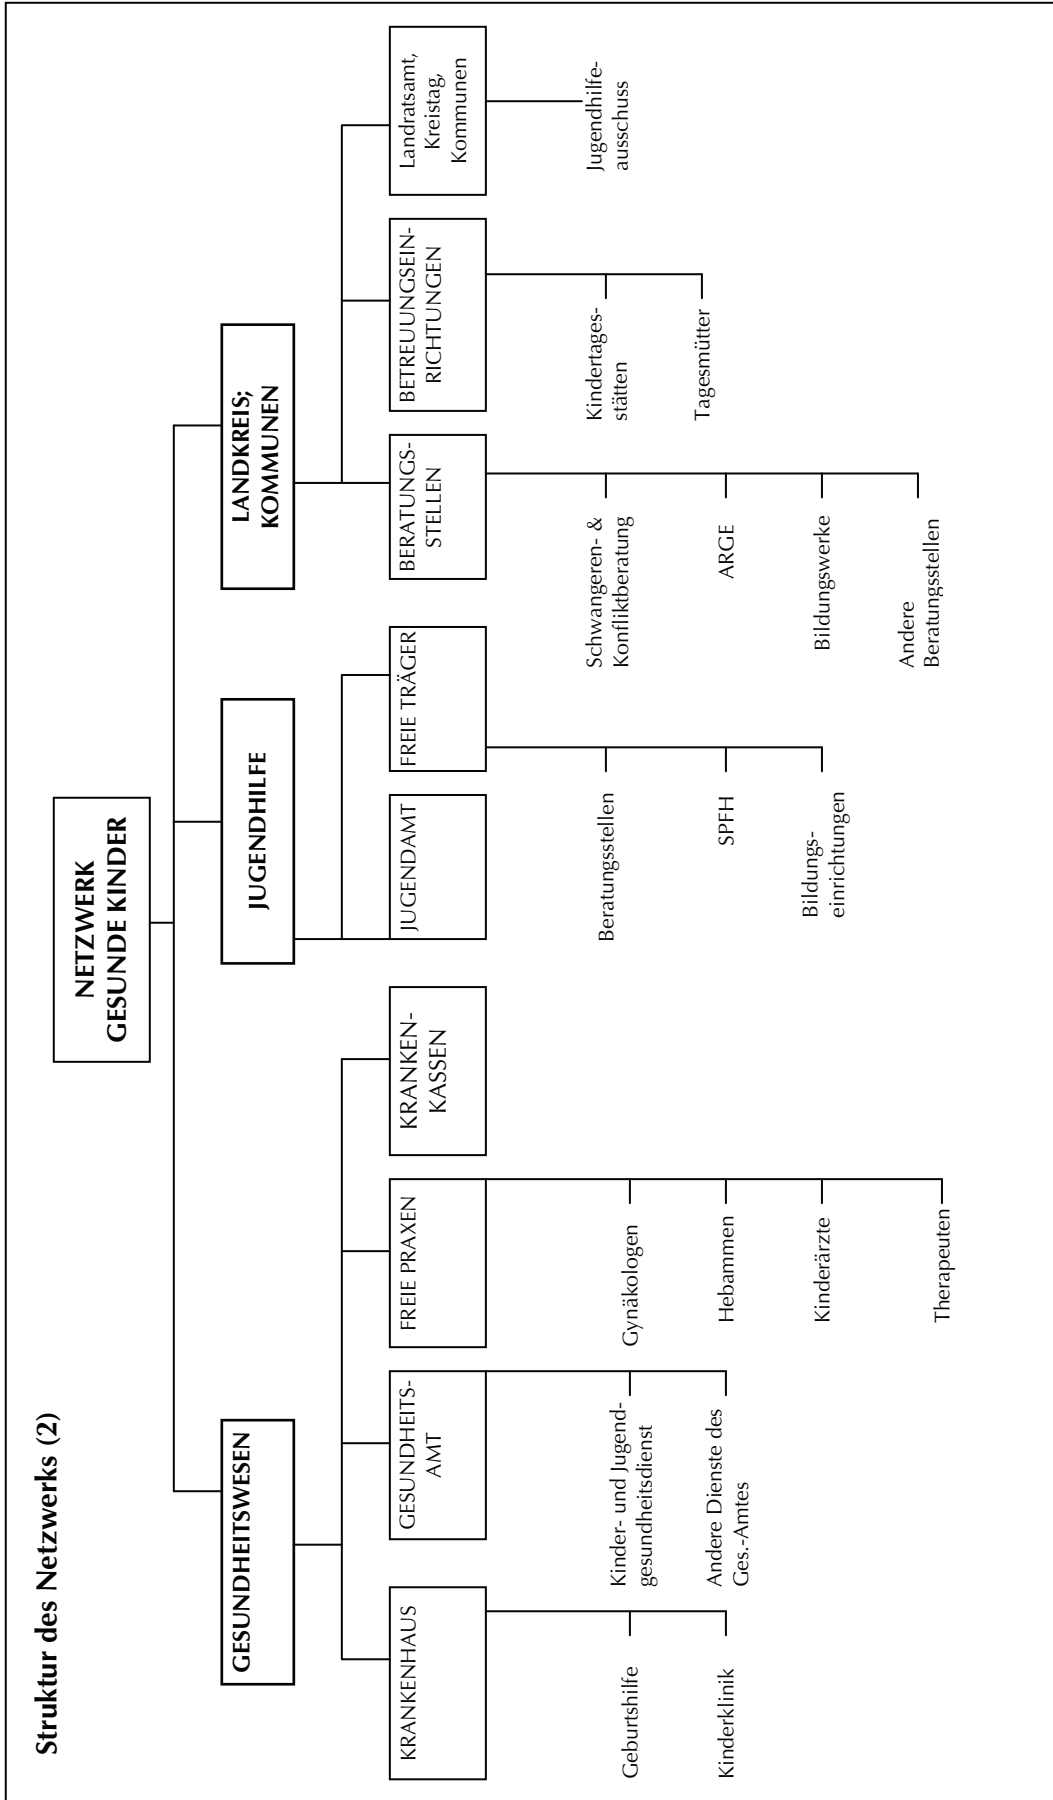 Struktur des Netzwerks (2)
NETZWERK
GESUNDE KINDER
GESUNDHEITSWESEN
JUGENDHILFE
LANDKREIS;
KOMMUNEN
KRANKENHAUS
GESUNDHEITS-
AMT
FREIE PRAXEN
KRANKEN-
KASSEN
JUGENDAMT
FREIE TRÄGER
BERATUNGS-
STELLEN
BETREUUNGSEIN-
RICHTUNGEN
Landratsamt,
Kreistag,
Kommunen
Geburtshilfe
Kinderklinik
Kinder- und Jugend-
gesundheitsdienst
Andere Dienste des
Ges.-Amtes
Gynäkologen
Hebammen
Kinderärzte
Therapeuten
Beratungsstellen
SPFH
Bildungs-
einrichtungen
Schwangeren- &
Konfliktberatung
ARGE
Bildungswerke
Andere
Beratungsstellen
Kindertages-
stätten
Tagesmütter
Jugendhilfe-
ausschuss